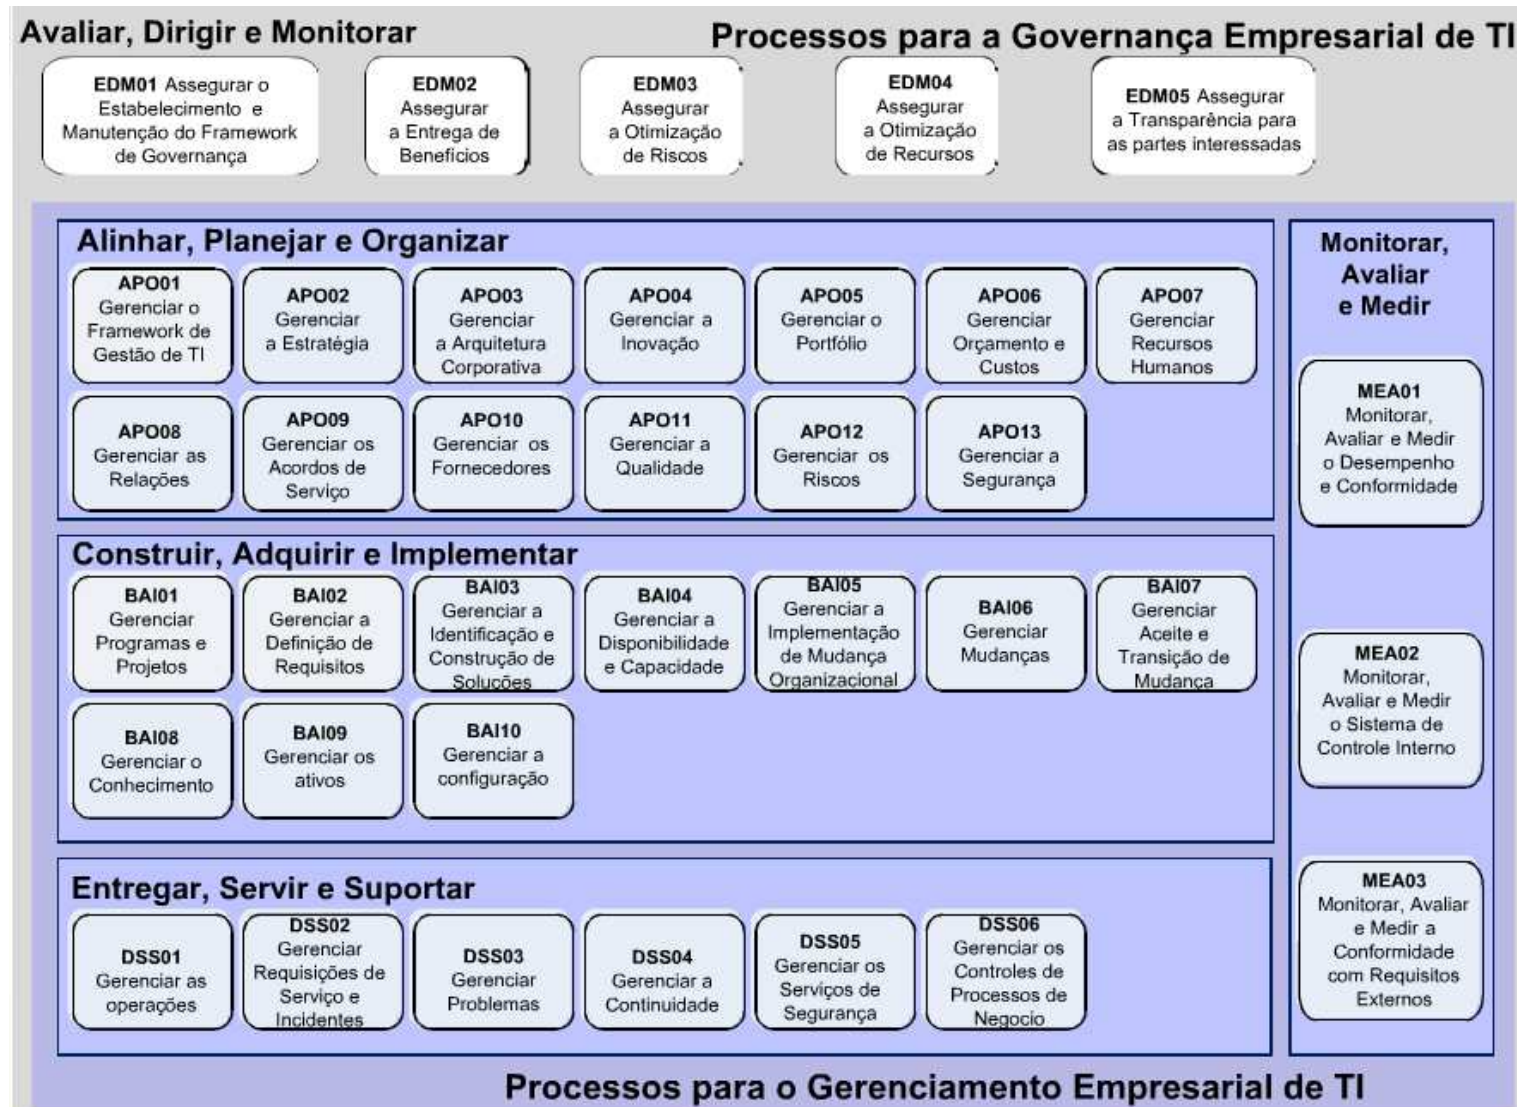 Avaliar, Dirigir e Monitorar
Processos para a Governança Empresarial de TI
EDM01 Assegurar o
Estabelecimento e
Manutenção do Framework
de Governança
EDM02
Assegurar
a Entrega de
Benefícios
EDM03
Assegurar
a Otimização
de Riscos
EDM04
Assegurar
a Otimização
de Recursos
EDM05 Assegurar
a Transparência para
as partes interessadas
Alinhar, Planejar e Organizar
APO01
Gerenciar o
Framework de
Gestão de TI
APO02
Gerenciar
a Estratégia
APO03
Gerenciar
a Arquitetura
Corporativa
APO04
Gerenciar a
Inovação
APO05
Gerenciar o
Portfólio
APO06
Gerenciar
Orçamento e
Custos
APO07
Gerenciar
Recursos
Humanos
APO08
Gerenciar as
Relações
APO09
Gerenciar os
Acordos de
Serviço
APO10
Gerenciar os
Fornecedores
APO11
Gerenciar a
Qualidade
APO12
Gerenciar os
Riscos
APO13
Gerenciar a
Segurança
Construir, Adquirir e Implementar
BAI01
Gerenciar
Programas e
Projetos
BAI02
Gerenciar a
Definição de
Requisitos
BAI03
Gerenciar a
Identificação e
Construção de
Soluções
BAI04
Gerenciar a
Disponibilidade
e Capacidade
BAI05
Gerenciar a
Implementação
de Mudança
Organizacional
BAI06
Gerenciar
Mudanças
BAI07
Gerenciar
Aceite e
Transição de
Mudança
BAI08
Gerenciar o
Conhecimento
BAI09
Gerenciar os
ativos
BAI10
Gerenciar a
configuração
Entregar, Servir e Suportar
DSS01
Gerenciar as
operações
DSS02
Gerenciar
Requisições de
Serviço e
Incidentes
DSS03
Gerenciar
Problemas
DSS04
Gerenciar a
Continuidade
DSS05
Gerenciar os
Serviços de
Segurança
DSS06
Gerenciar os
Controles de
Processos de
Negocio
Monitorar,
Avaliar
e Medir
MEA01
Monitorar,
Avaliar e Medir
o Desempenho
e Conformidade
MEA02
Monitorar,
Avaliar e Medir
o Sistema de
Controle Interno
MEA03
Monitorar, Avaliar
e Medir a
Conformidade
com Requisitos
Externos
Processos para o Gerenciamento Empresarial de TI